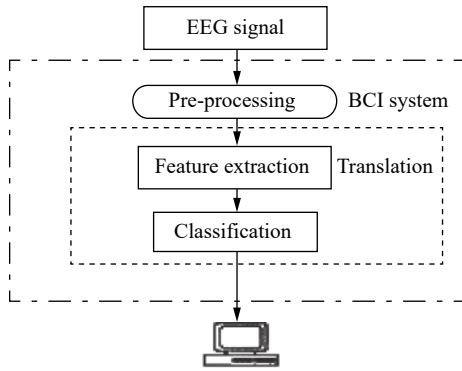 EEG signal
Pre-processing
BCI system
Feature extraction
Translation
Classification